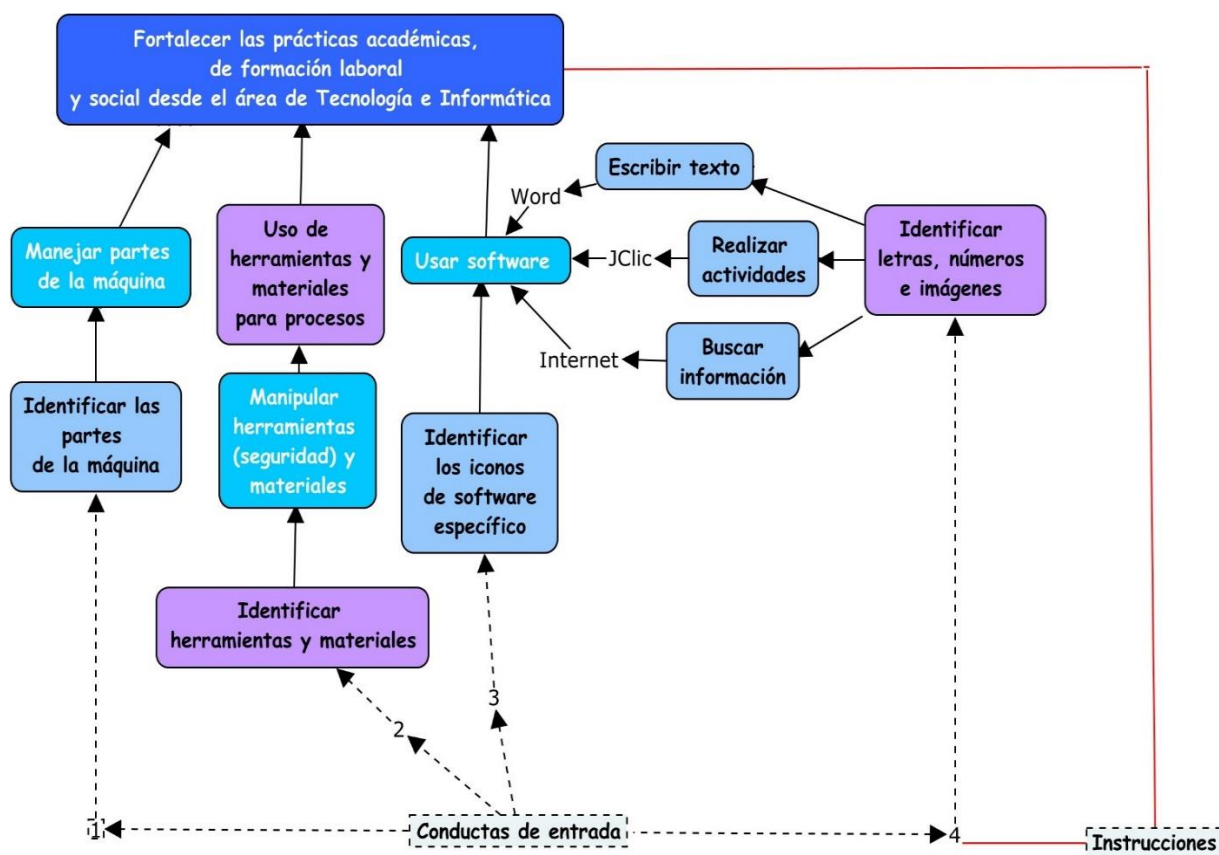 Fortalecer las prácticas académicas,
de formación laboral
y social desde el área de Tecnología e Informática
Manejar partes
de la máquina
Identificar las
partes
de la máquina
Uso de
herramientas y
materiales
para procesos
Manipular
herramientas
(seguridad) y
materiales
Identificar
herramientas y materiales
Usar software
Identificar
los iconos
de software
específico
Word
JClic
Internet
Escribir texto
Realizar
actividades
Buscar
información
Identificar
letras, números
e imágenes
1
2
3
4
Conductas de entrada
Instrucciones